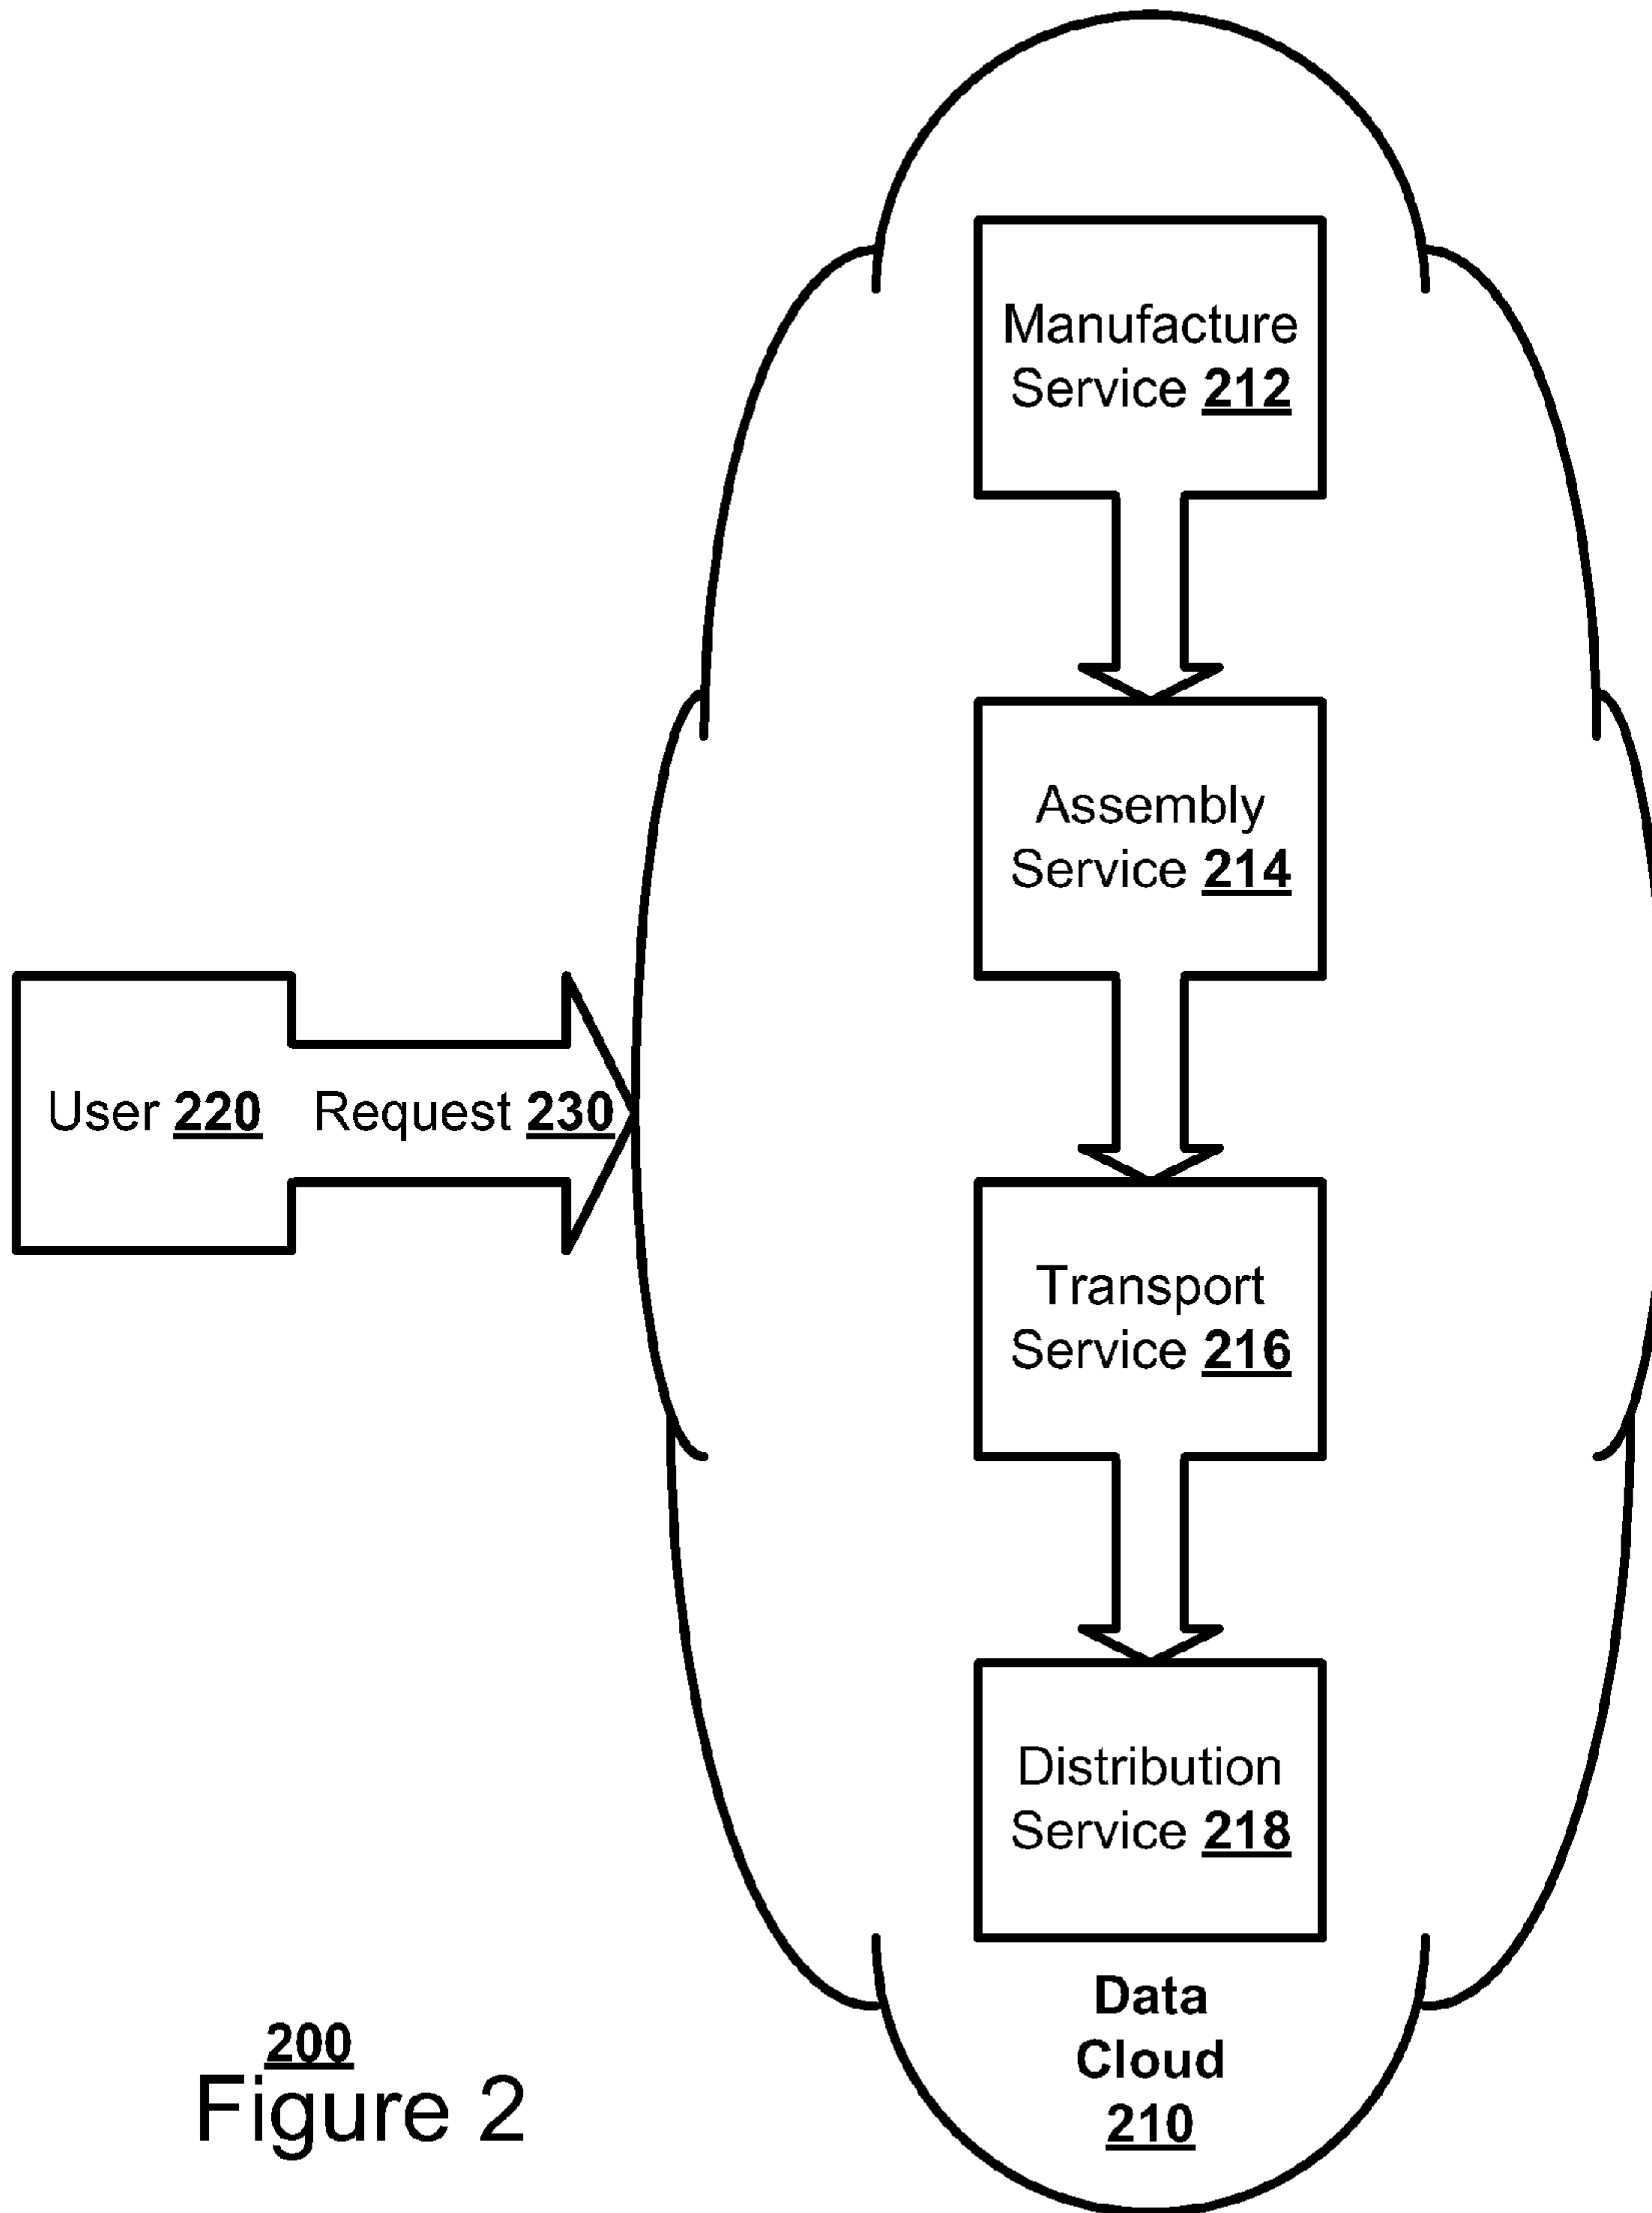 Manufacture
Service 212
Assembly
Service 214
User 220 Request 230
Transport
Service 216
Distribution
Service 218
Data
Cloud
210
200
Figure 2